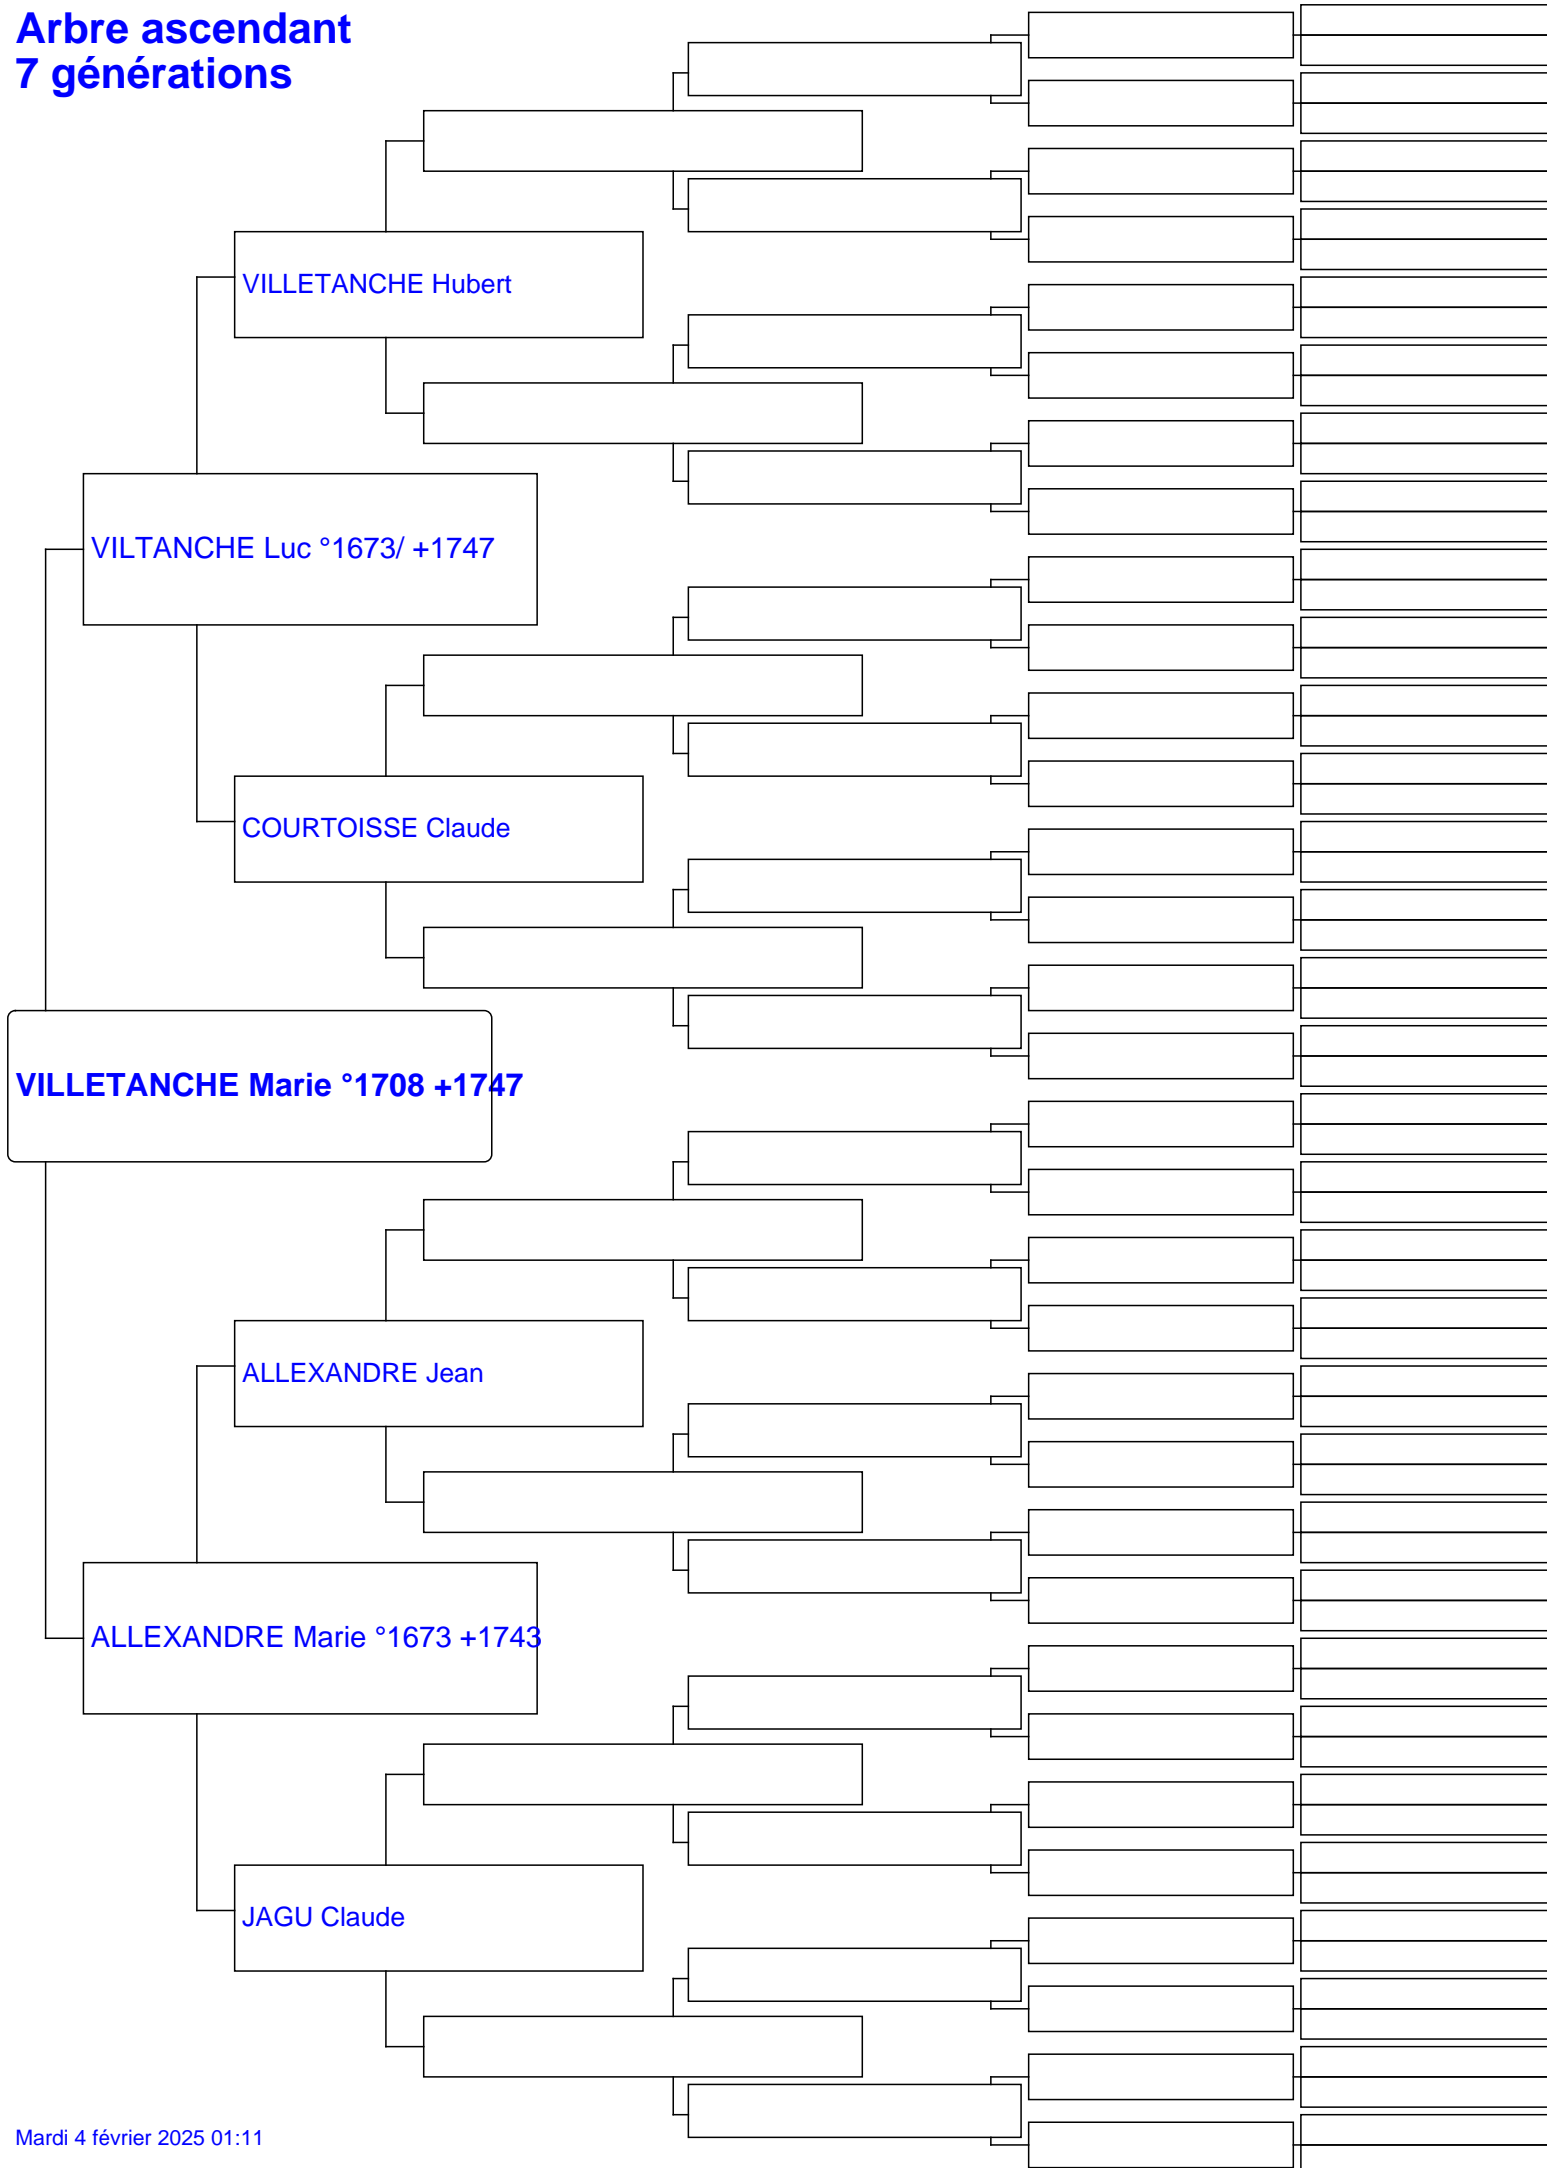 Arbre ascendant
7 générations
VILLETANCHE Hubert
VILTANCHE Luc °1673/ +1747
COURTOISSE Claude
VILLETANCHE Marie °1708 +1747
ALLEXANDRE Jean
ALLEXANDRE Marie °1673 +1743
JAGU Claude
Mardi 4 février 2025 01:11